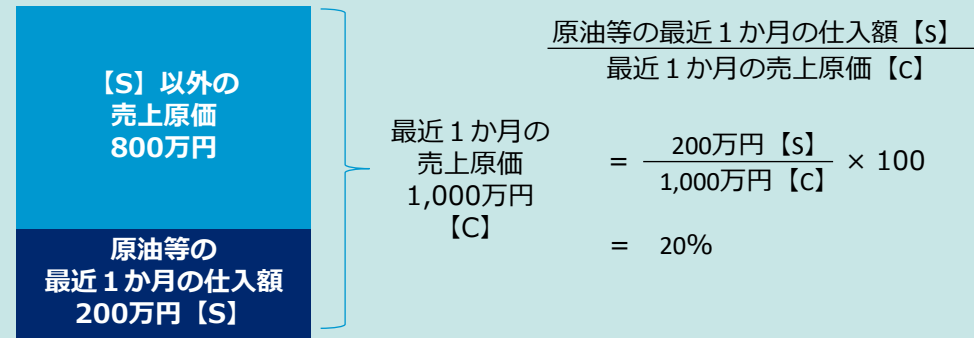 【S】以外の
売上原価
800万円
原油等の
最近１か月の仕入額
200万円【S】
最近１か月の
売上原価
1,000万円
【C】
原油等の最近１か月の仕入額【S】
最近１か月の売上原価【C】
= 200万円【S】
1,000万円【C】 × 100
= 20%